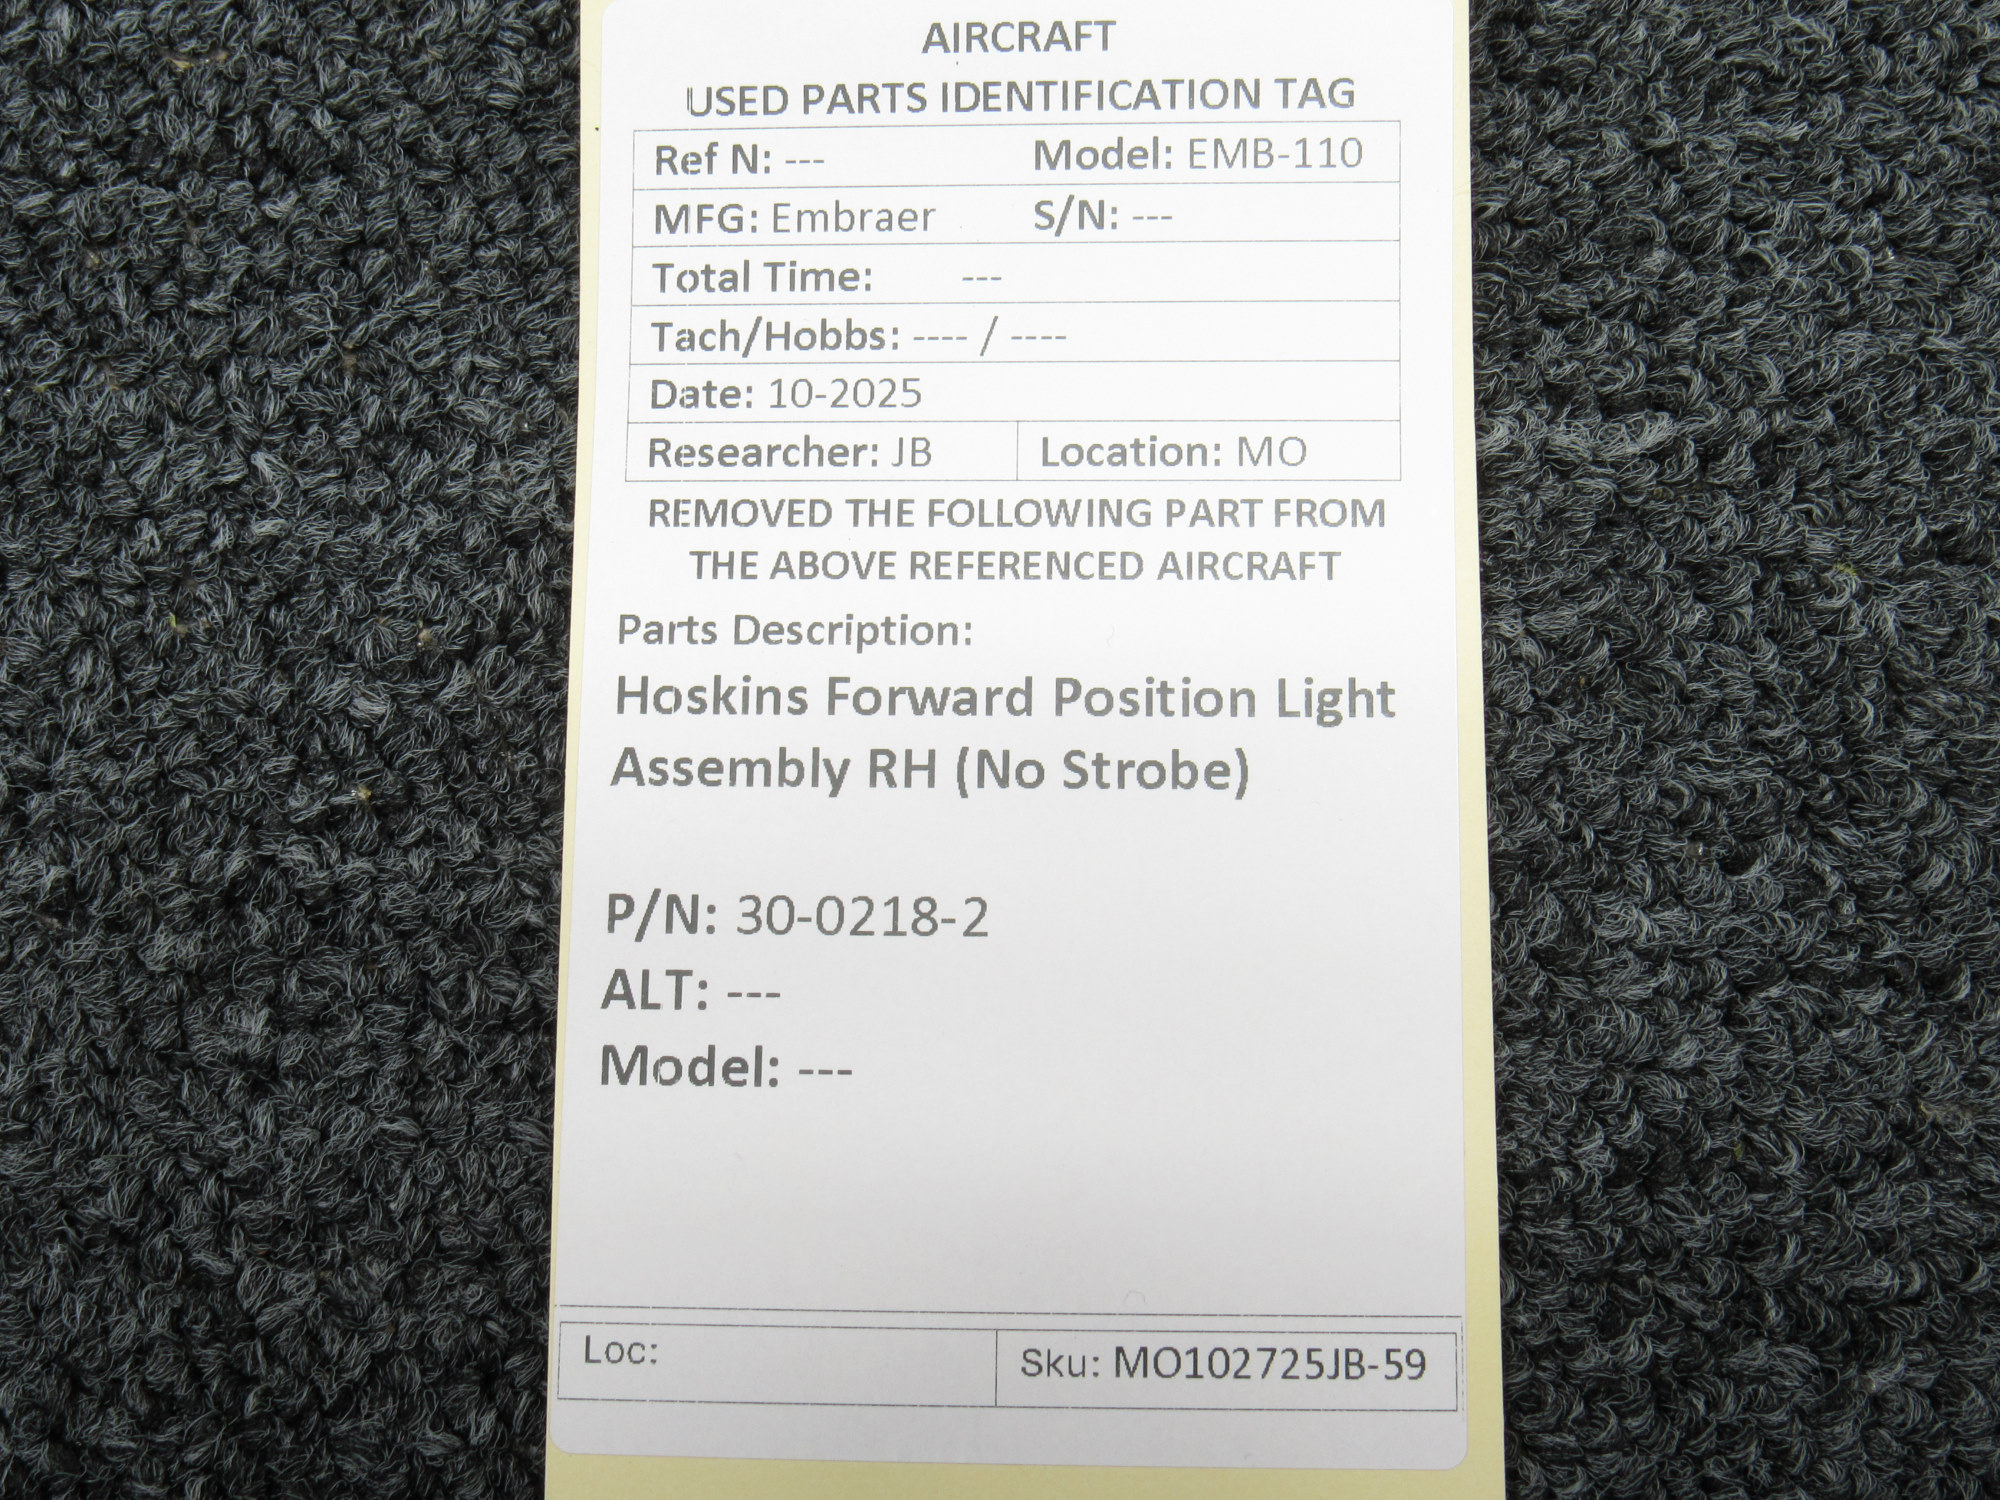 AIRCRAFT
USED PARTS IDENTIFICATION TAG
Ref N: --- Model: EMB-110
MFG: Embraer S/N: ---
Total Time: ---
Tach/Hobbs: ---- / ----
Date: 10-2025
Researcher: JB Location: MO
REMOVED THE FOLLOWING PART FROM
THE ABOVE REFERENCED AIRCRAFT
Parts Description:
Hoskins Forward Position Light
Assembly RH (No Strobe)
P/N: 30-0218-2
ALT: ---
Model: ---
Loc: Sku: MO102725JB-59